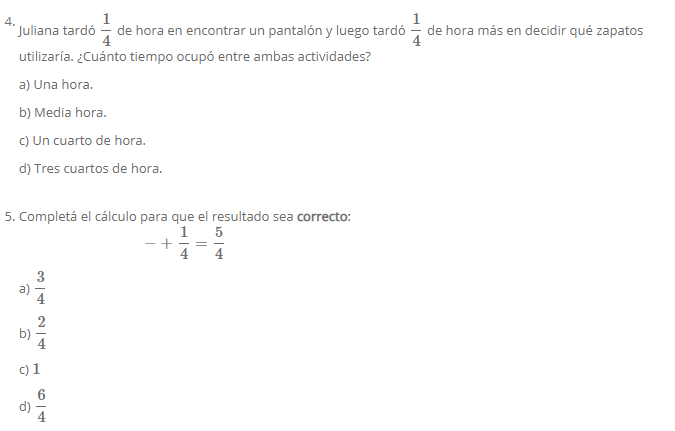 4. Juliana tardó 1/4 de hora en encontrar un pantalón y luego tardó 1/4 de hora más en decidir qué zapatos
utilizaría. ¿Cuánto tiempo ocupó entre ambas actividades?
a) Una hora.
b) Media hora.
c) Un cuarto de hora.
d) Tres cuartos de hora.
5. Completá el cálculo para que el resultado sea correcto:
− + 1/4 = 5/4
a) 3/4
b) 2/4
c) 1
d) 6/4